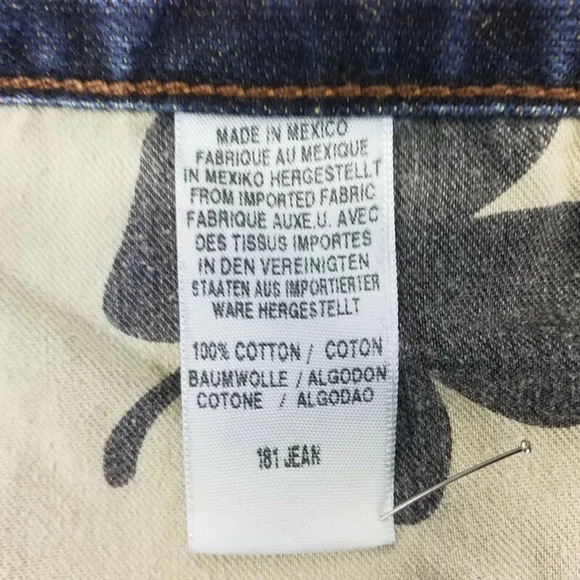 MADE IN MEXICO
FABRIQUE AU MEXIQUE
IN MEXIKO HERGESTELLT
FROM IMPORTED FABRIC
FABRIQUE AUXE.U. AVEC
DES TISSUS IMPORTES
IN DEN VEREINIGTEN
STAATEN AUS IMPORTIERTER
WARE HERGESTELLT
100% COTTON / COTON
BAUMWOLLE / ALGODON
COTONE / ALGODAO
181 JEAN